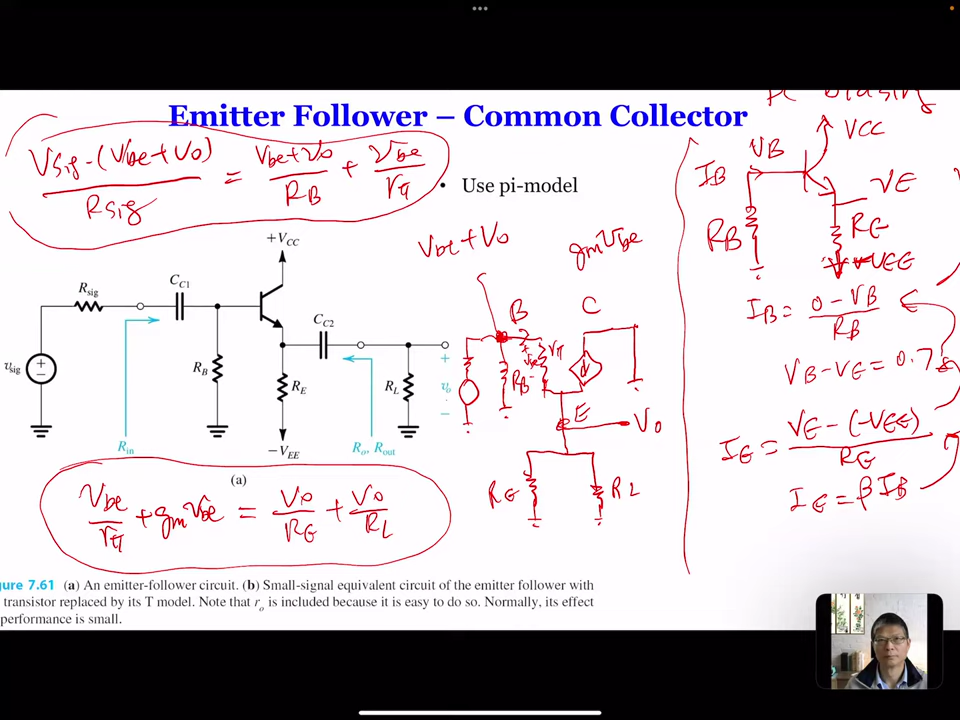 Emitter Follower – Common Collector
biasing
Vsig - (Vbe + Vo) / Rsig = Vbe + Vo / RB + Vbe / rπ
• Use pi-model
VCC
VB
IB
VE
RB
RE
-VEE
Vbe + Vo
gmVbe
+VCC
Rsig
CC1
CC2
B
C
vsig
+
−
RB
RE
RL
+
vo
−
Rin
Ro, Rout
−VEE
(a)
+
Vbe
-
rπ
RB
E
Vo
RE
RL
IB = 0 - VB / RB
VB - VE = 0.7
IE = VE - (-VEE) / RE
IE = β IB
Vbe / rπ + gmVbe = Vo / RE + Vo / RL
gure 7.61 (a) An emitter-follower circuit. (b) Small-signal equivalent circuit of the emitter follower with
transistor replaced by its T model. Note that ro is included because it is easy to do so. Normally, its effect
performance is small.